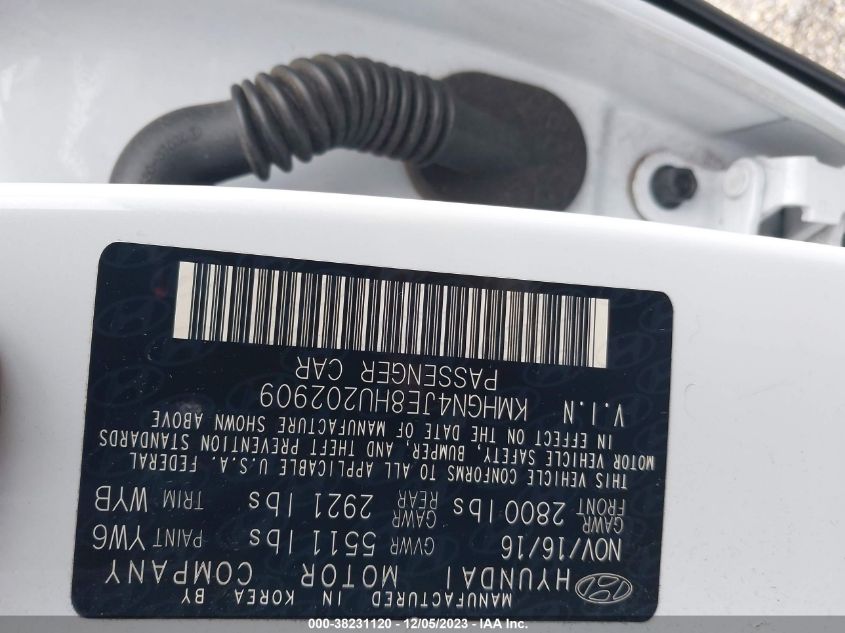 MANUFACTURED IN KOREA BY
HYUNDAI MOTOR COMPANY
NOV/16/16 GVWR 5511 lbs PAINT YW6
GAWR FRONT 2800 lbs GAWR REAR 2921 lbs TRIM WYB
THIS VEHICLE CONFORMS TO ALL APPLICABLE U.S.A. FEDERAL
MOTOR VEHICLE SAFETY, BUMPER, AND THEFT PREVENTION STANDARDS
IN EFFECT ON THE DATE OF MANUFACTURE SHOWN ABOVE
V.I.N KMHGN4JE8HU202909
PASSENGER CAR
000-38231120 - 12/05/2023 - IAA Inc.